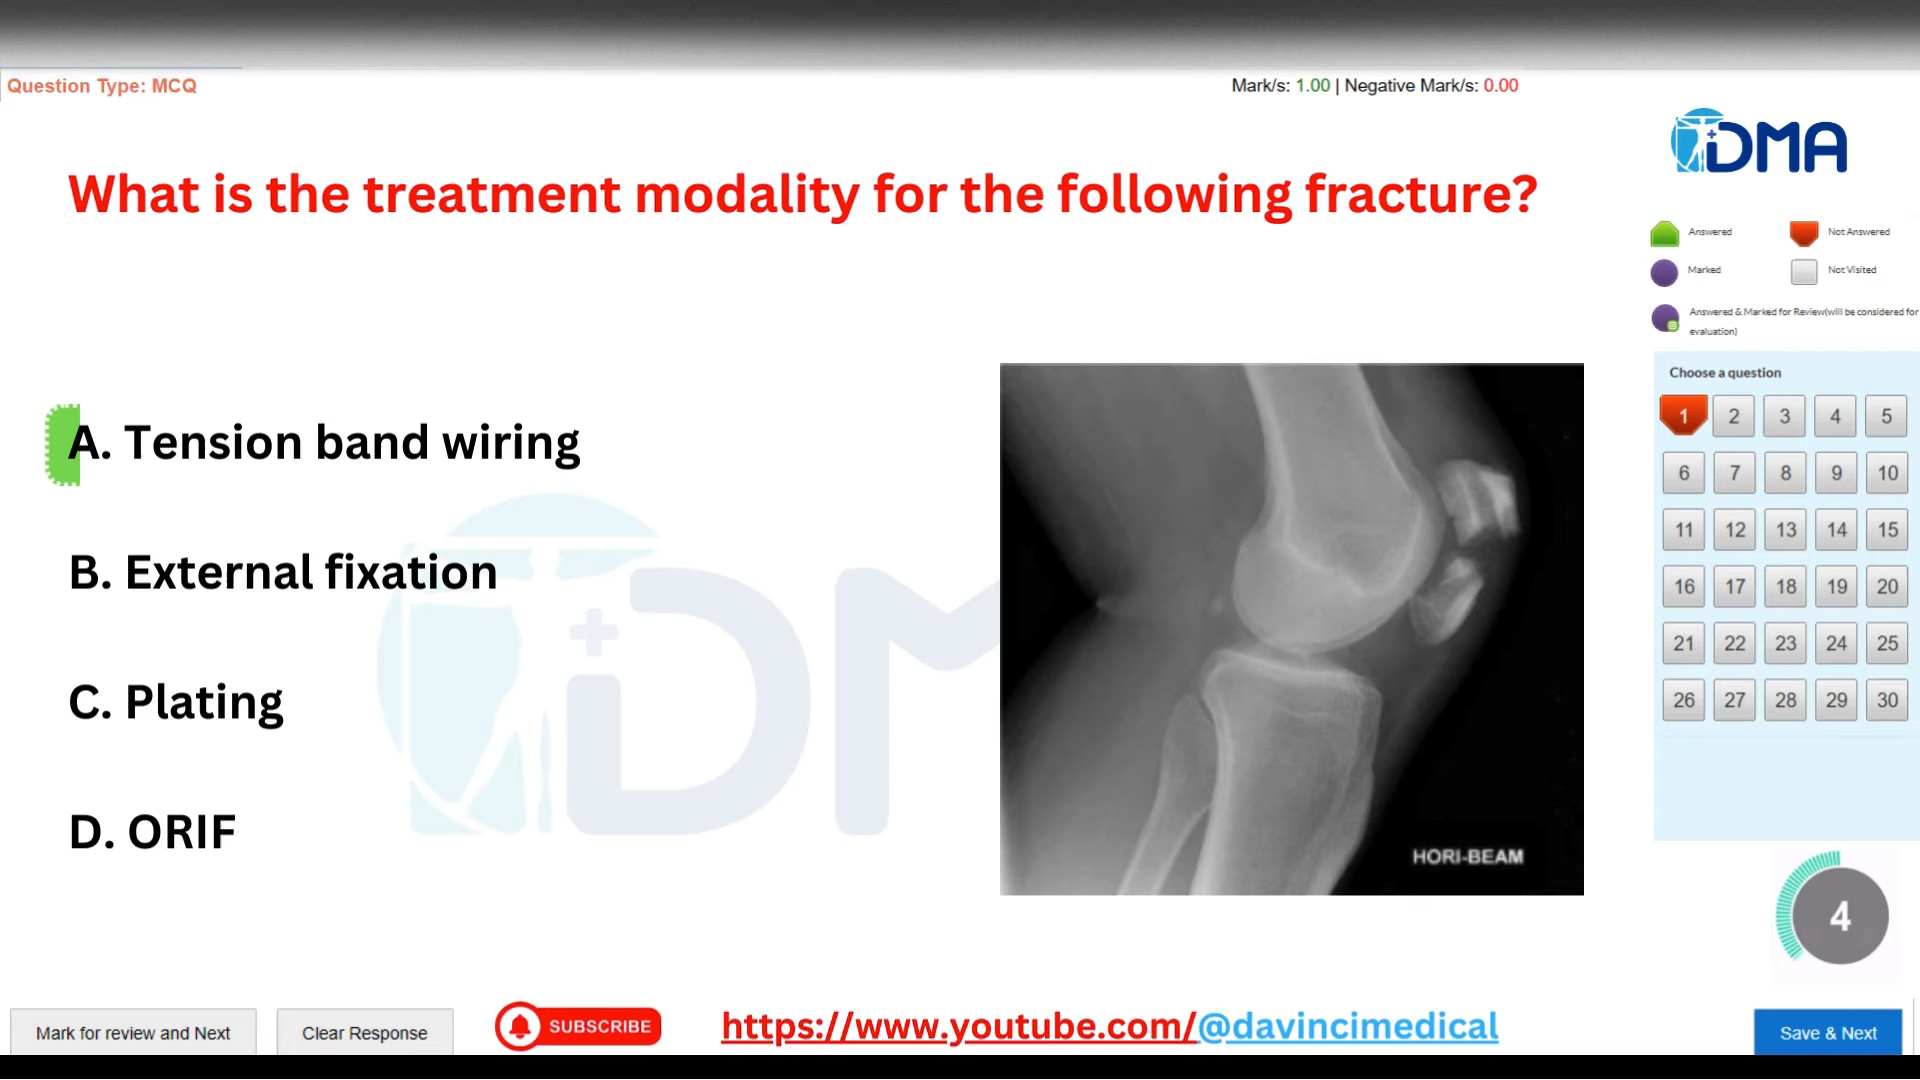 Question Type: MCQ
Mark/s: 1.00 | Negative Mark/s: 0.00
DMA
What is the treatment modality for the following fracture?
Answered
Not Answered
Marked
Not Visited
Answered & Marked for Review(will be considered for
evaluation)
Choose a question
1 2 3 4 5
6 7 8 9 10
11 12 13 14 15
16 17 18 19 20
21 22 23 24 25
26 27 28 29 30
A. Tension band wiring
B. External fixation
C. Plating
D. ORIF
DM
HORI-BEAM
4
Mark for review and Next
Clear Response
SUBSCRIBE
https://www.youtube.com/@davincimedical
Save & Next